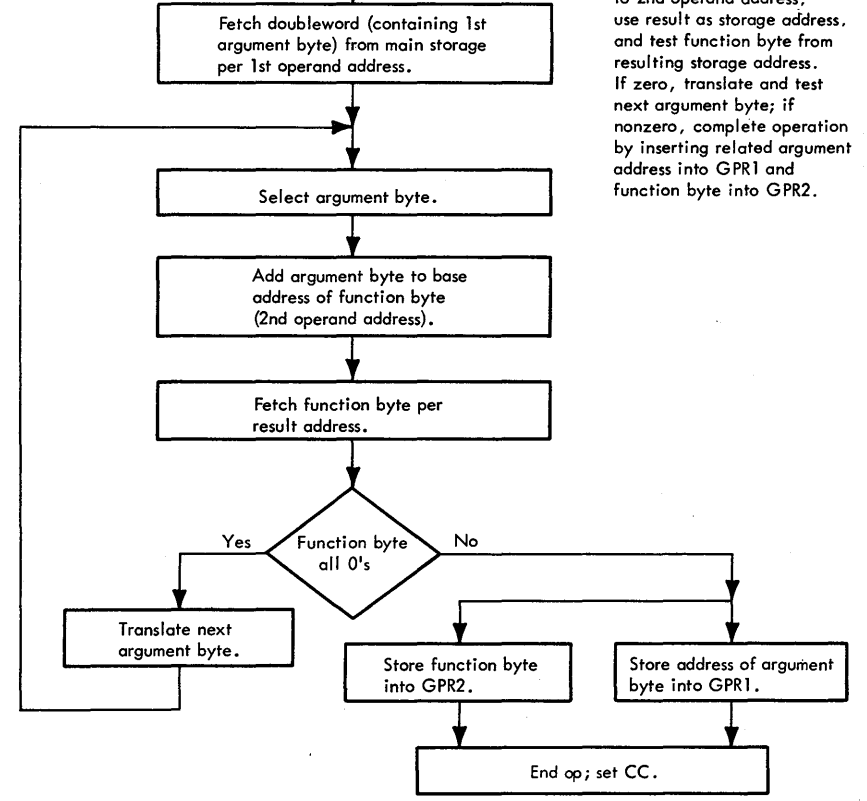 Fetch doubleword (containing 1st
argument byte) from main storage
per 1st operand address.
to 2nd operand address,
use result as storage address,
and test function byte from
resulting storage address.
If zero, translate and test
next argument byte; if
nonzero, complete operation
by inserting related argument
address into GPR1 and
function byte into GPR2.
Select argument byte.
Add argument byte to base
address of function byte
(2nd operand address).
Fetch function byte per
result address.
Function byte
all 0's
Yes
No
Translate next
argument byte.
Store function byte
into GPR2.
Store address of argument
byte into GPR1.
End op; set CC.